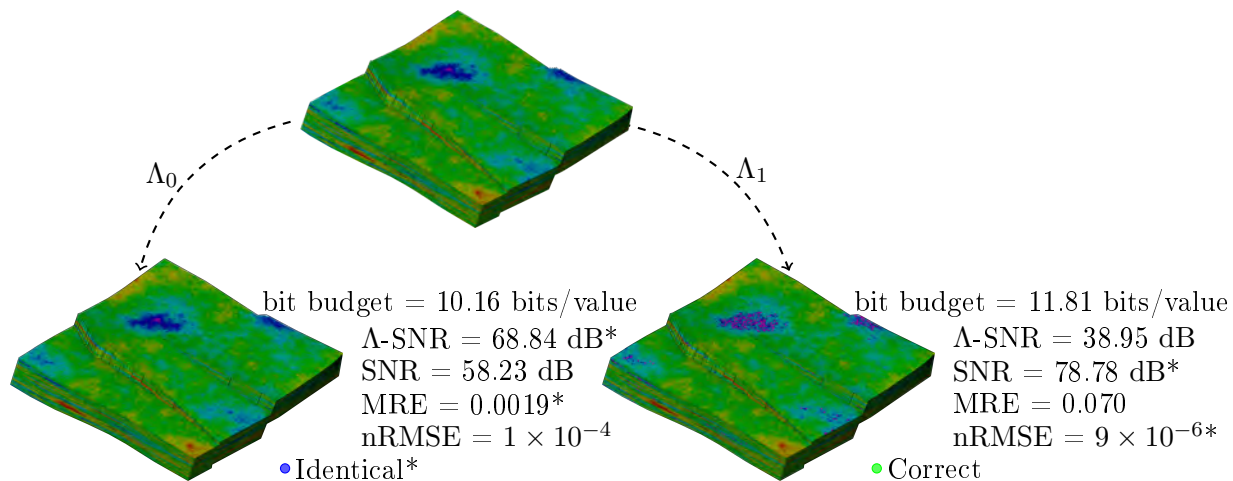 Λ₀
Λ₁
bit budget = 10.16 bits/value
Λ-SNR = 68.84 dB*
SNR = 58.23 dB
MRE = 0.0019*
nRMSE = 1 × 10⁻⁴
Identical*
bit budget = 11.81 bits/value
Λ-SNR = 38.95 dB
SNR = 78.78 dB*
MRE = 0.070
nRMSE = 9 × 10⁻⁶*
Correct